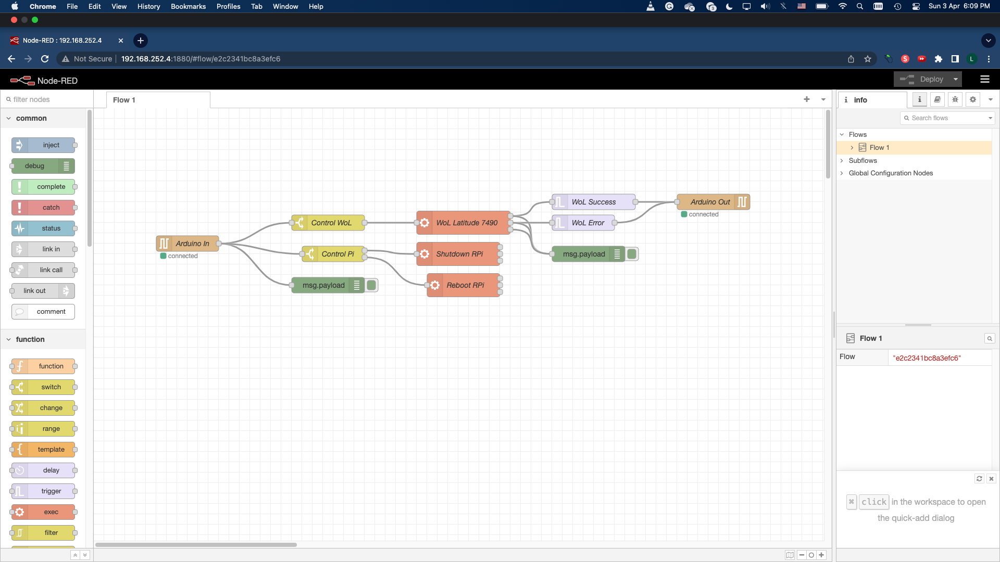 Chrome File Edit View History Bookmarks Profiles Tab Window Help
3
Sun 3 Apr 6:09 PM
Node-RED : 192.168.252.4
Not Secure 192.168.252.4:1880/#flow/e2c2341bc8a3efc6
S
L
Node-RED
Deploy
filter nodes
Flow 1
info
Search flows
common
inject
debug
complete
catch
status
link in
link call
link out
comment
function
function
switch
change
range
template
delay
trigger
exec
filter
Arduino In
connected
Control WoL
Control Pi
msg.payload
WoL Latitude 7490
Shutdown RPi
Reboot RPi
WoL Success
WoL Error
msg.payload
Arduino Out
connected
Flows
Flow 1
Subflows
Global Configuration Nodes
Flow 1
Flow "e2c2341bc8a3efc6"
⌘ click in the workspace to open
the quick-add dialog